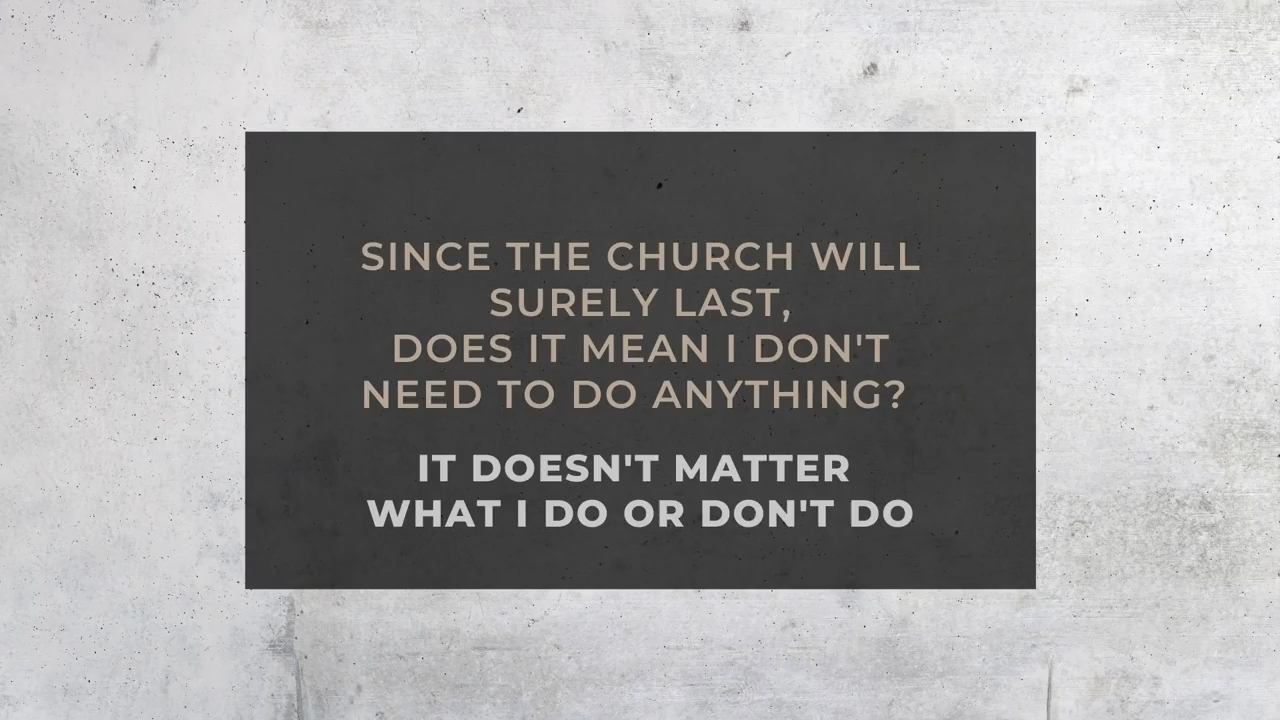 SINCE THE CHURCH WILL
SURELY LAST,
DOES IT MEAN I DON'T
NEED TO DO ANYTHING?
IT DOESN'T MATTER
WHAT I DO OR DON'T DO